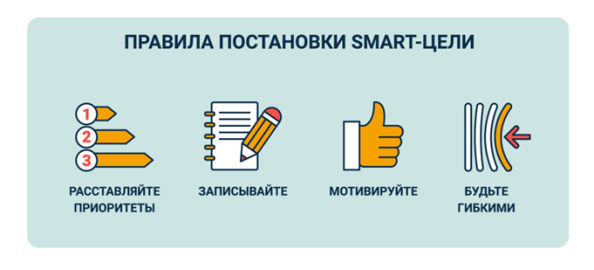 ПРАВИЛА ПОСТАНОВКИ SMART-ЦЕЛИ
1
2
3
РАССТАВЛЯЙТЕ
ПРИОРИТЕТЫ
ЗАПИСЫВАЙТЕ
МОТИВИРУЙТЕ
БУДЬТЕ
ГИБКИМИ